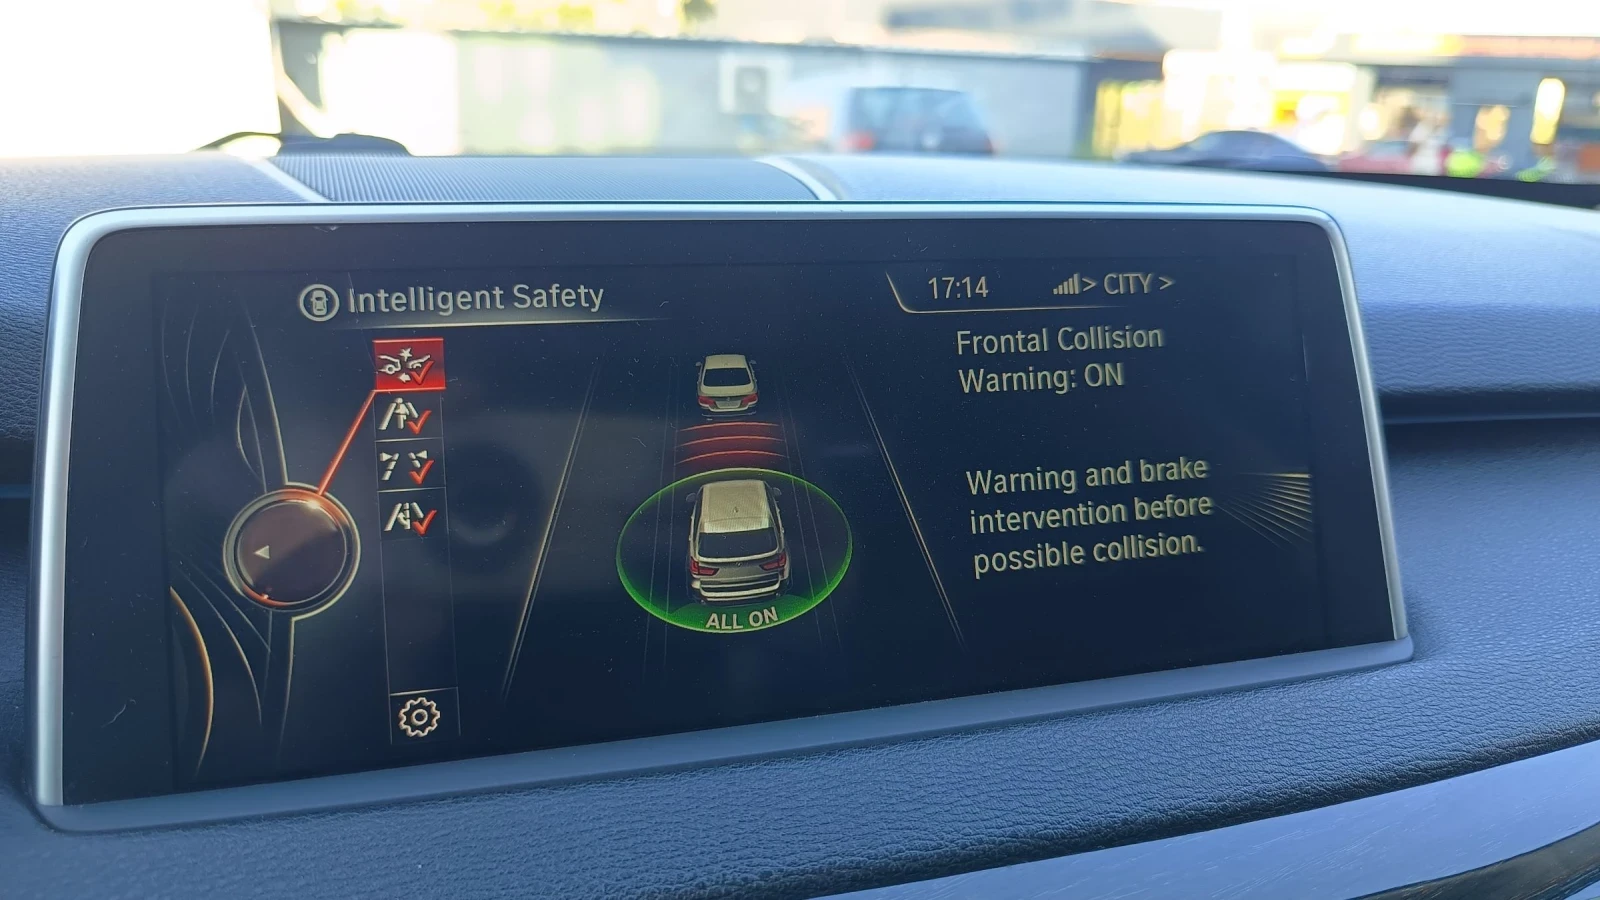 Intelligent Safety
17:14 > CITY >
Frontal Collision
Warning: ON
Warning and brake
intervention before
possible collision.
ALL ON